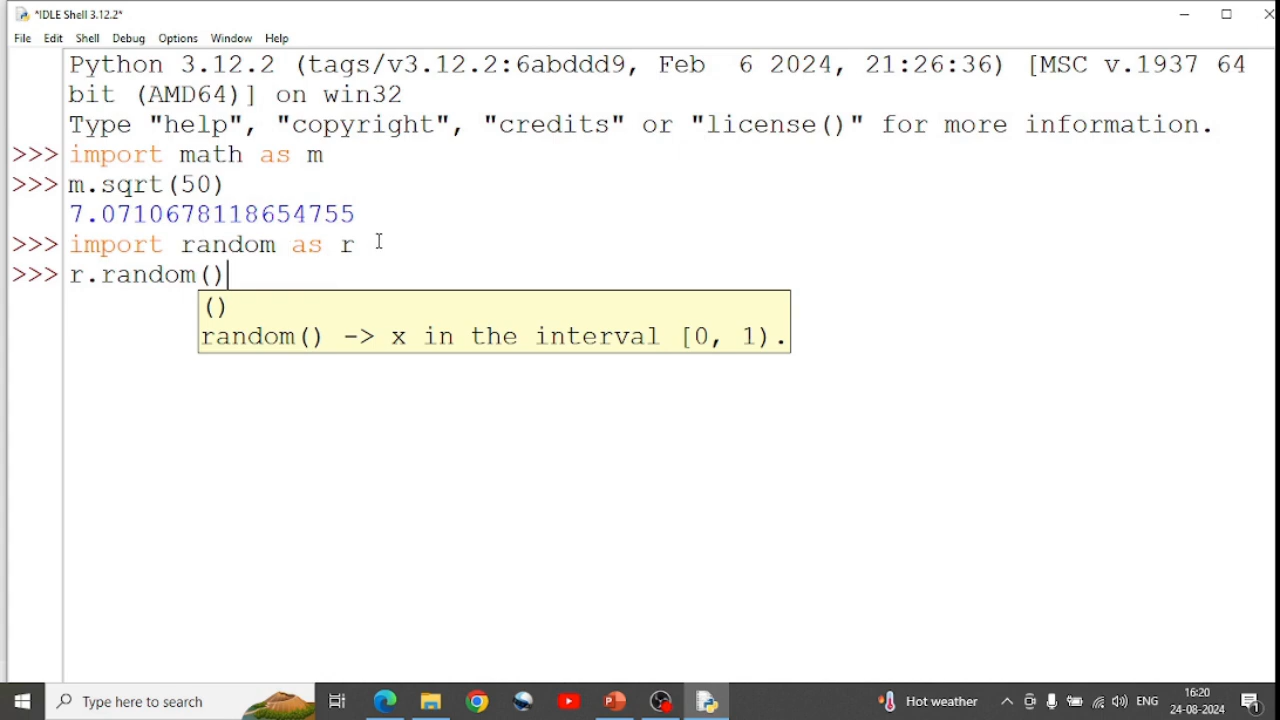 *IDLE Shell 3.12.2*
File Edit Shell Debug Options Window Help
Python 3.12.2 (tags/v3.12.2:6abddd9, Feb  6 2024, 21:26:36) [MSC v.1937 64
bit (AMD64)] on win32
Type "help", "copyright", "credits" or "license()" for more information.
>>> import math as m
>>> m.sqrt(50)
7.0710678118654755
>>> import random as r
>>> r.random()
()
random() -> x in the interval [0, 1).
Type here to search
Hot weather
ENG
16:20
24-08-2024
1